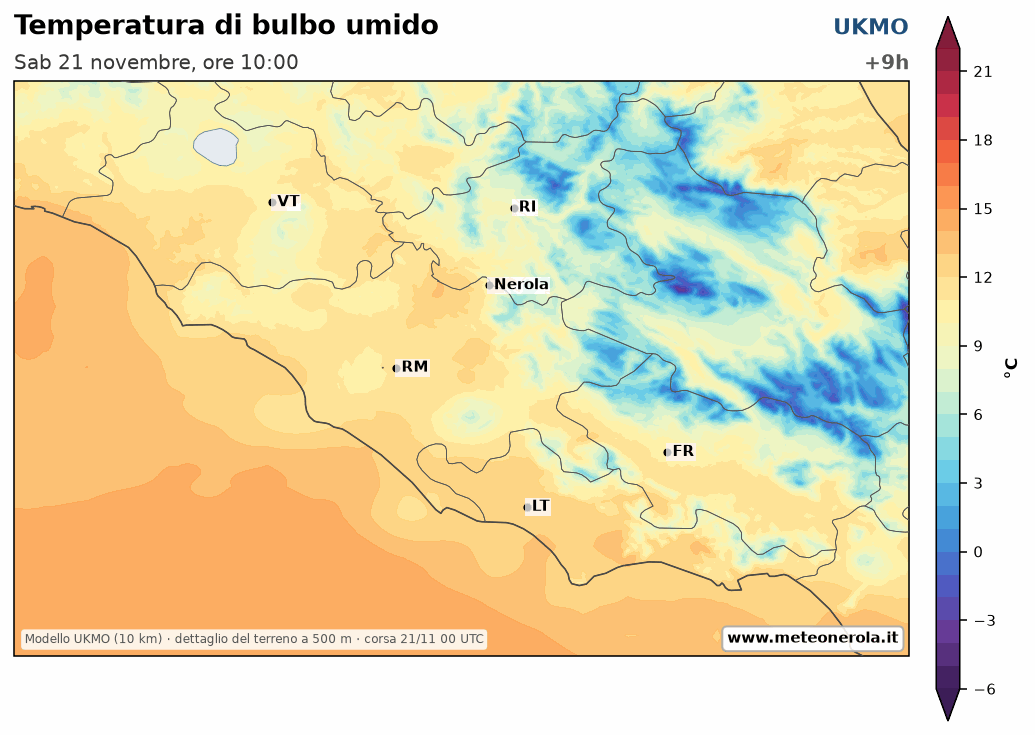 Temperatura di bulbo umido
UKMO
Sab 21 novembre, ore 10:00
+9h
VT
RI
Nerola
RM
FR
LT
Modello UKMO (10 km) · dettaglio del terreno a 500 m · corsa 21/11 00 UTC
www.meteonerola.it
21
18
15
12
9
6
3
0
−3
−6
°C